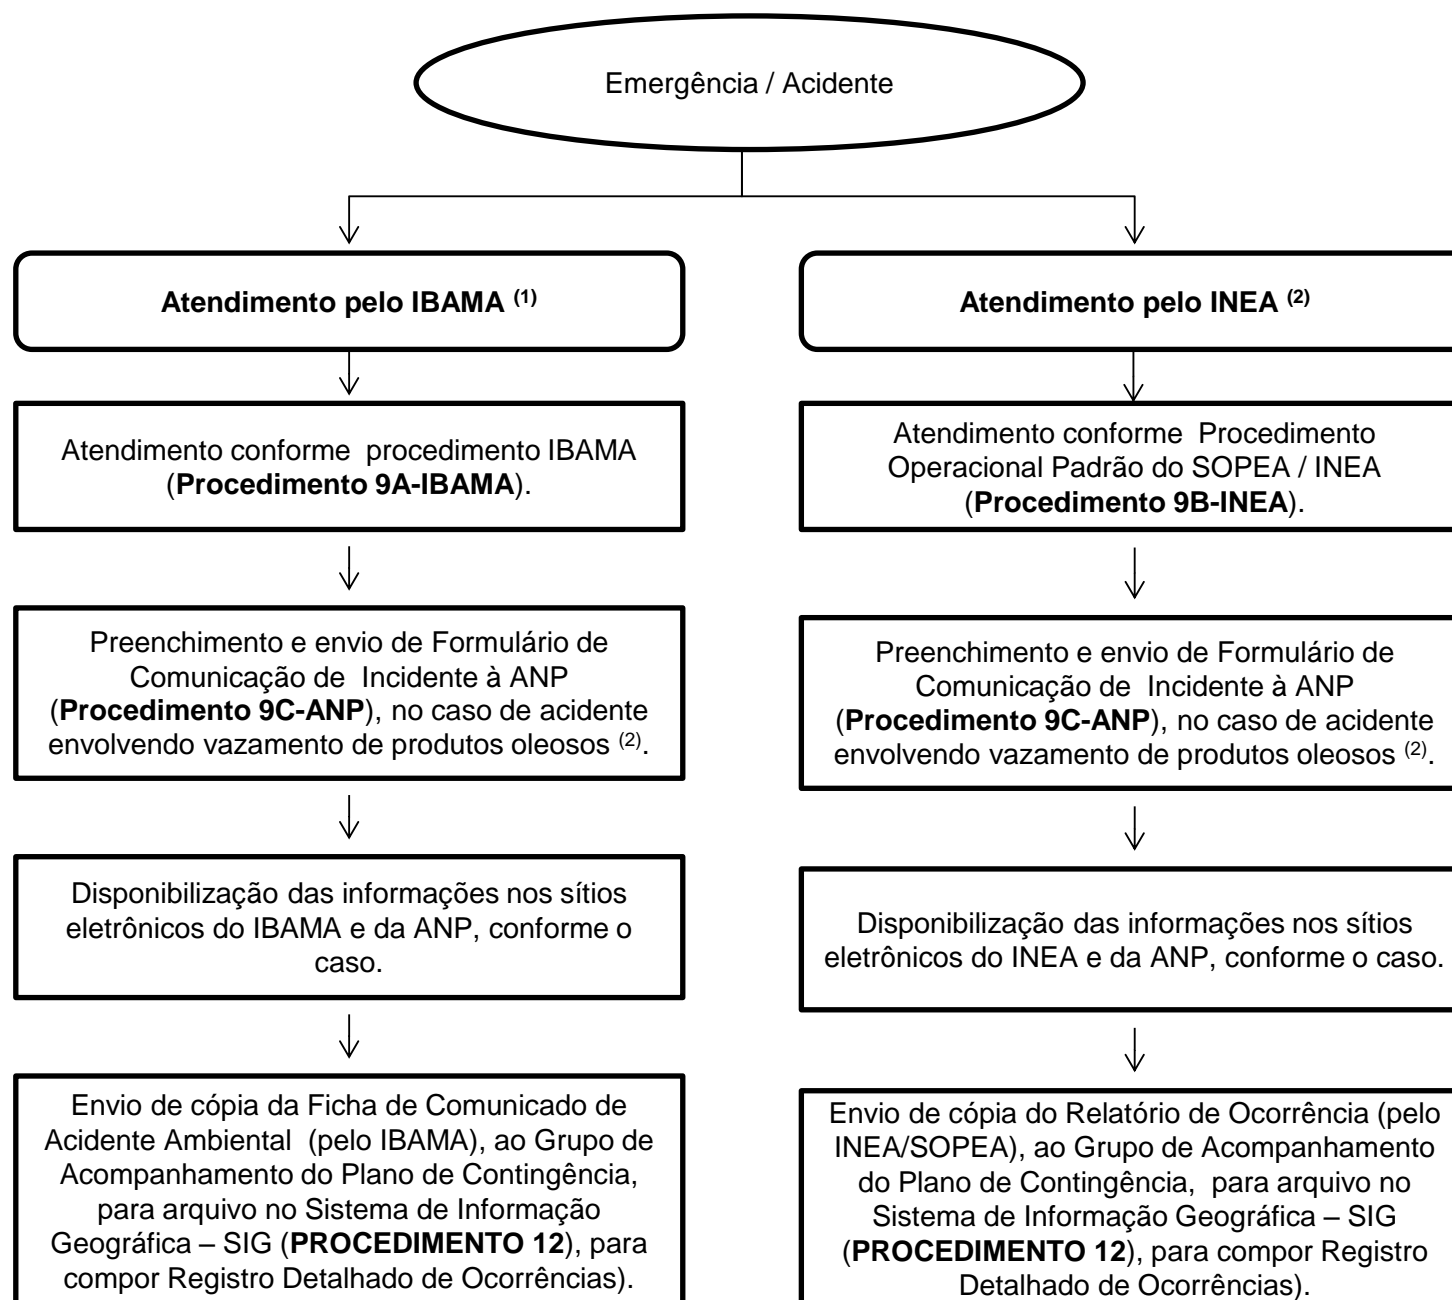 Emergência / Acidente
Atendimento pelo IBAMA (1)
Atendimento conforme procedimento IBAMA
(Procedimento 9A-IBAMA).
Preenchimento e envio de Formulário de
Comunicação de Incidente à ANP
(Procedimento 9C-ANP), no caso de acidente
envolvendo vazamento de produtos oleosos (2).
Disponibilização das informações nos sítios
eletrônicos do IBAMA e da ANP, conforme o
caso.
Envio de cópia da Ficha de Comunicado de
Acidente Ambiental (pelo IBAMA), ao Grupo de
Acompanhamento do Plano de Contingência,
para arquivo no Sistema de Informação
Geográfica – SIG (PROCEDIMENTO 12), para
compor Registro Detalhado de Ocorrências).
Atendimento pelo INEA (2)
Atendimento conforme Procedimento
Operacional Padrão do SOPEA / INEA
(Procedimento 9B-INEA).
Preenchimento e envio de Formulário de
Comunicação de Incidente à ANP
(Procedimento 9C-ANP), no caso de acidente
envolvendo vazamento de produtos oleosos (2).
Disponibilização das informações nos sítios
eletrônicos do INEA e da ANP, conforme o caso.
Envio de cópia do Relatório de Ocorrência (pelo
INEA/SOPEA), ao Grupo de Acompanhamento
do Plano de Contingência, para arquivo no
Sistema de Informação Geográfica – SIG
(PROCEDIMENTO 12), para compor Registro
Detalhado de Ocorrências).